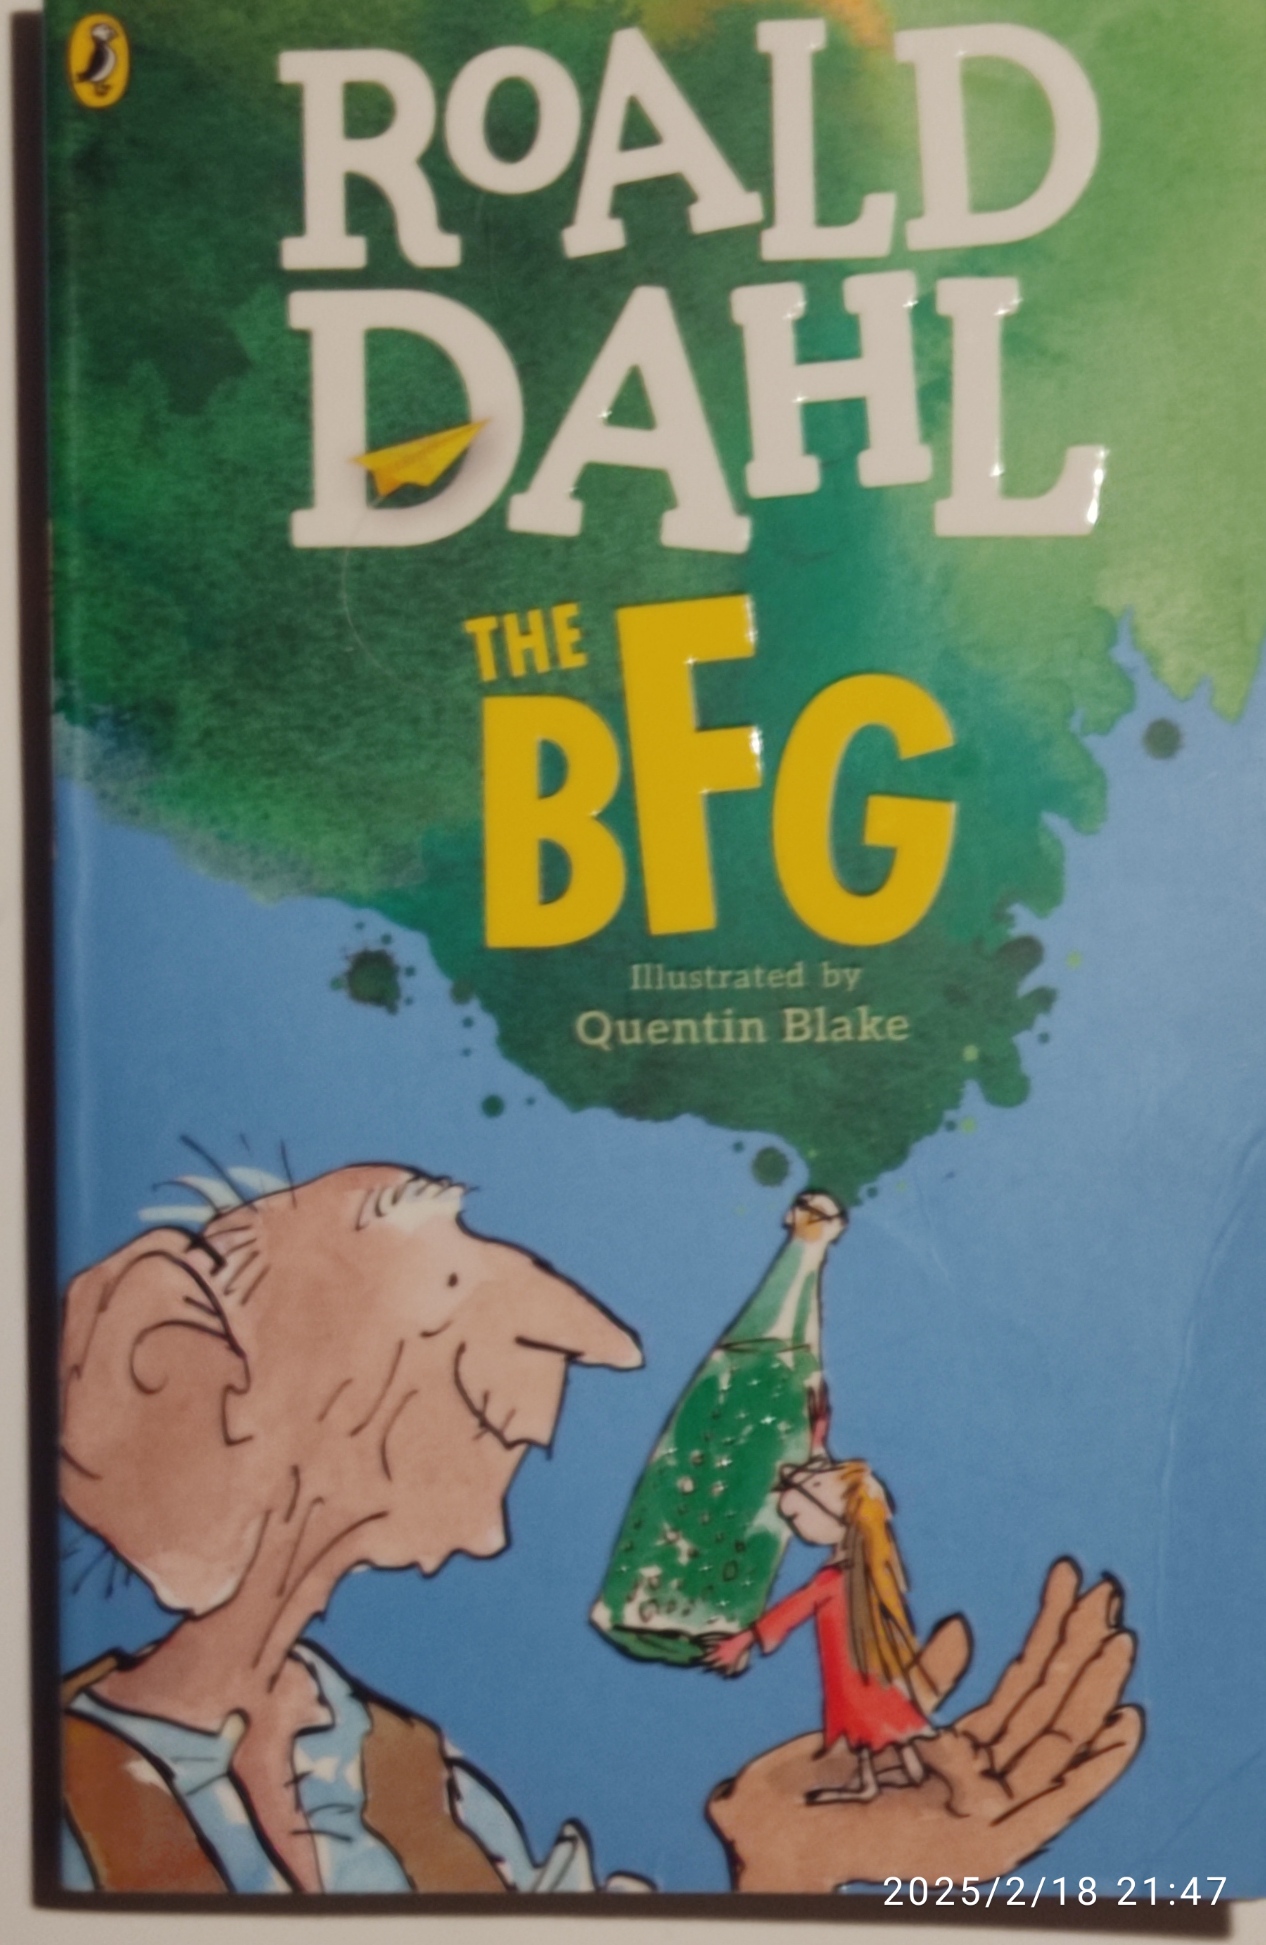 ROALD
DAHL
THE
BFG
Illustrated by
Quentin Blake
2025/2/18 21:47